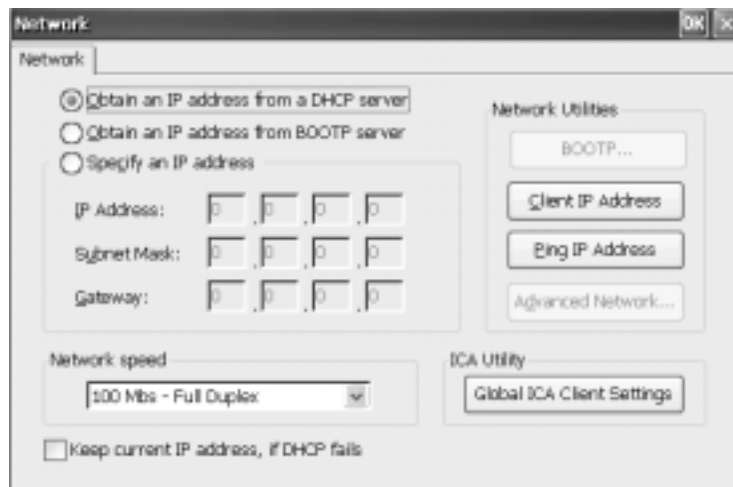 Network
OK ×
Network
Obtain an IP address from a DHCP server
Obtain an IP address from BOOTP server
Specify an IP address
IP Address: 0 . 0 . 0 . 0
Subnet Mask: 0 . 0 . 0 . 0
Gateway: 0 . 0 . 0 . 0
Network Utilities
BOOTP...
Client IP Address
Ping IP Address
Advanced Network...
Network speed
100 Mbs - Full Duplex
ICA Utility
Global ICA Client Settings
Keep current IP address, if DHCP fails